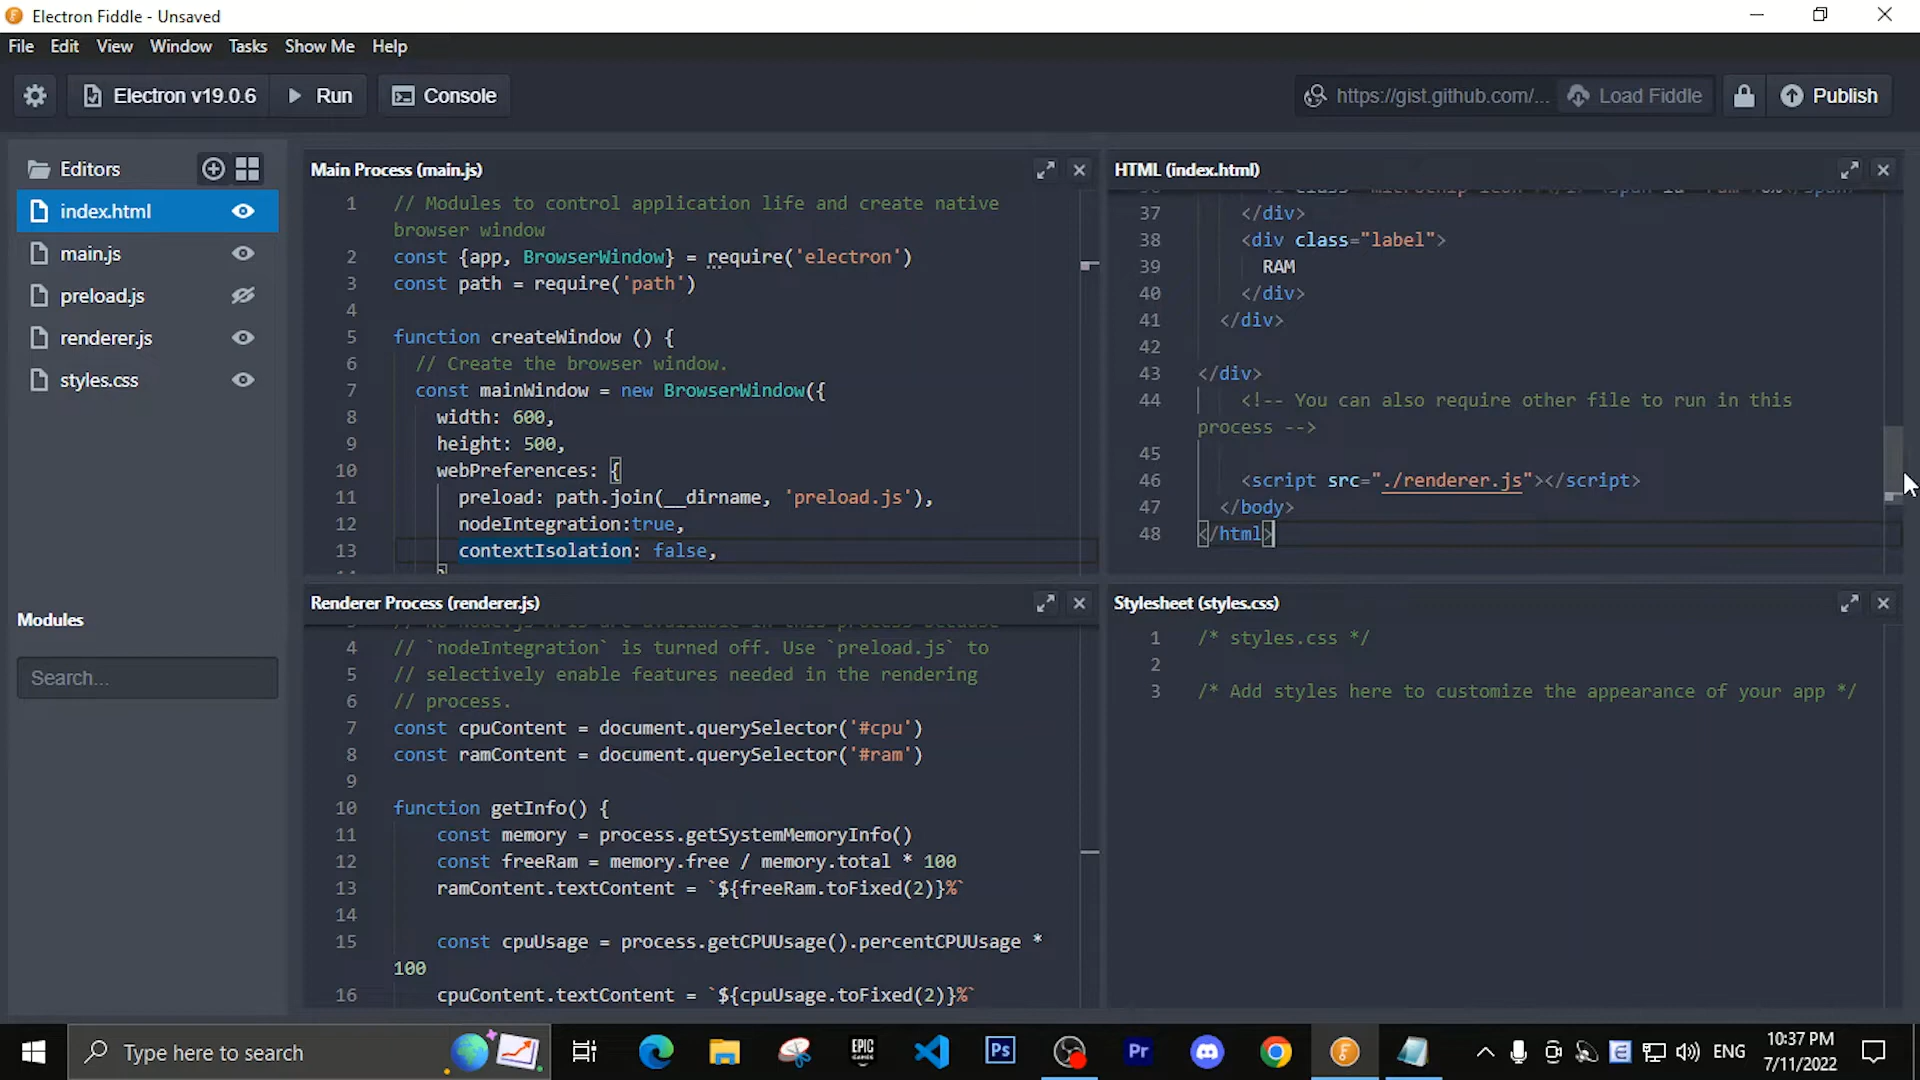 Electron Fiddle - Unsaved
File Edit View Window Tasks Show Me Help
Electron v19.0.6 Run Console https://gist.github.com/... Load Fiddle Publish
Editors
index.html
main.js
preload.js
renderer.js
styles.css
Modules
Search...
Main Process (main.js)
1 // Modules to control application life and create native
browser window
2 const {app, BrowserWindow} = require('electron')
3 const path = require('path')
4
5 function createWindow () {
6 // Create the browser window.
7 const mainWindow = new BrowserWindow({
8 width: 600,
9 height: 500,
10 webPreferences: {
11 preload: path.join(__dirname, 'preload.js'),
12 nodeIntegration:true,
13 contextIsolation: false,
HTML (index.html)
37 </div>
38 <div class="label">
39 RAM
40 </div>
41 </div>
42
43 </div>
44 <!-- You can also require other file to run in this
process -->
45
46 <script src="./renderer.js"></script>
47 </body>
48 </html>
Renderer Process (renderer.js)
4 // `nodeIntegration` is turned off. Use `preload.js` to
5 // selectively enable features needed in the rendering
6 // process.
7 const cpuContent = document.querySelector('#cpu')
8 const ramContent = document.querySelector('#ram')
9
10 function getInfo() {
11 const memory = process.getSystemMemoryInfo()
12 const freeRam = memory.free / memory.total * 100
13 ramContent.textContent = `${freeRam.toFixed(2)}%`
14
15 const cpuUsage = process.getCPUUsage().percentCPUUsage *
100
16 cpuContent.textContent = `${cpuUsage.toFixed(2)}%`
Stylesheet (styles.css)
1 /* styles.css */
2
3 /* Add styles here to customize the appearance of your app */
Type here to search
EPIC
GAMES
Ps
Pr
ENG
10:37 PM
7/11/2022